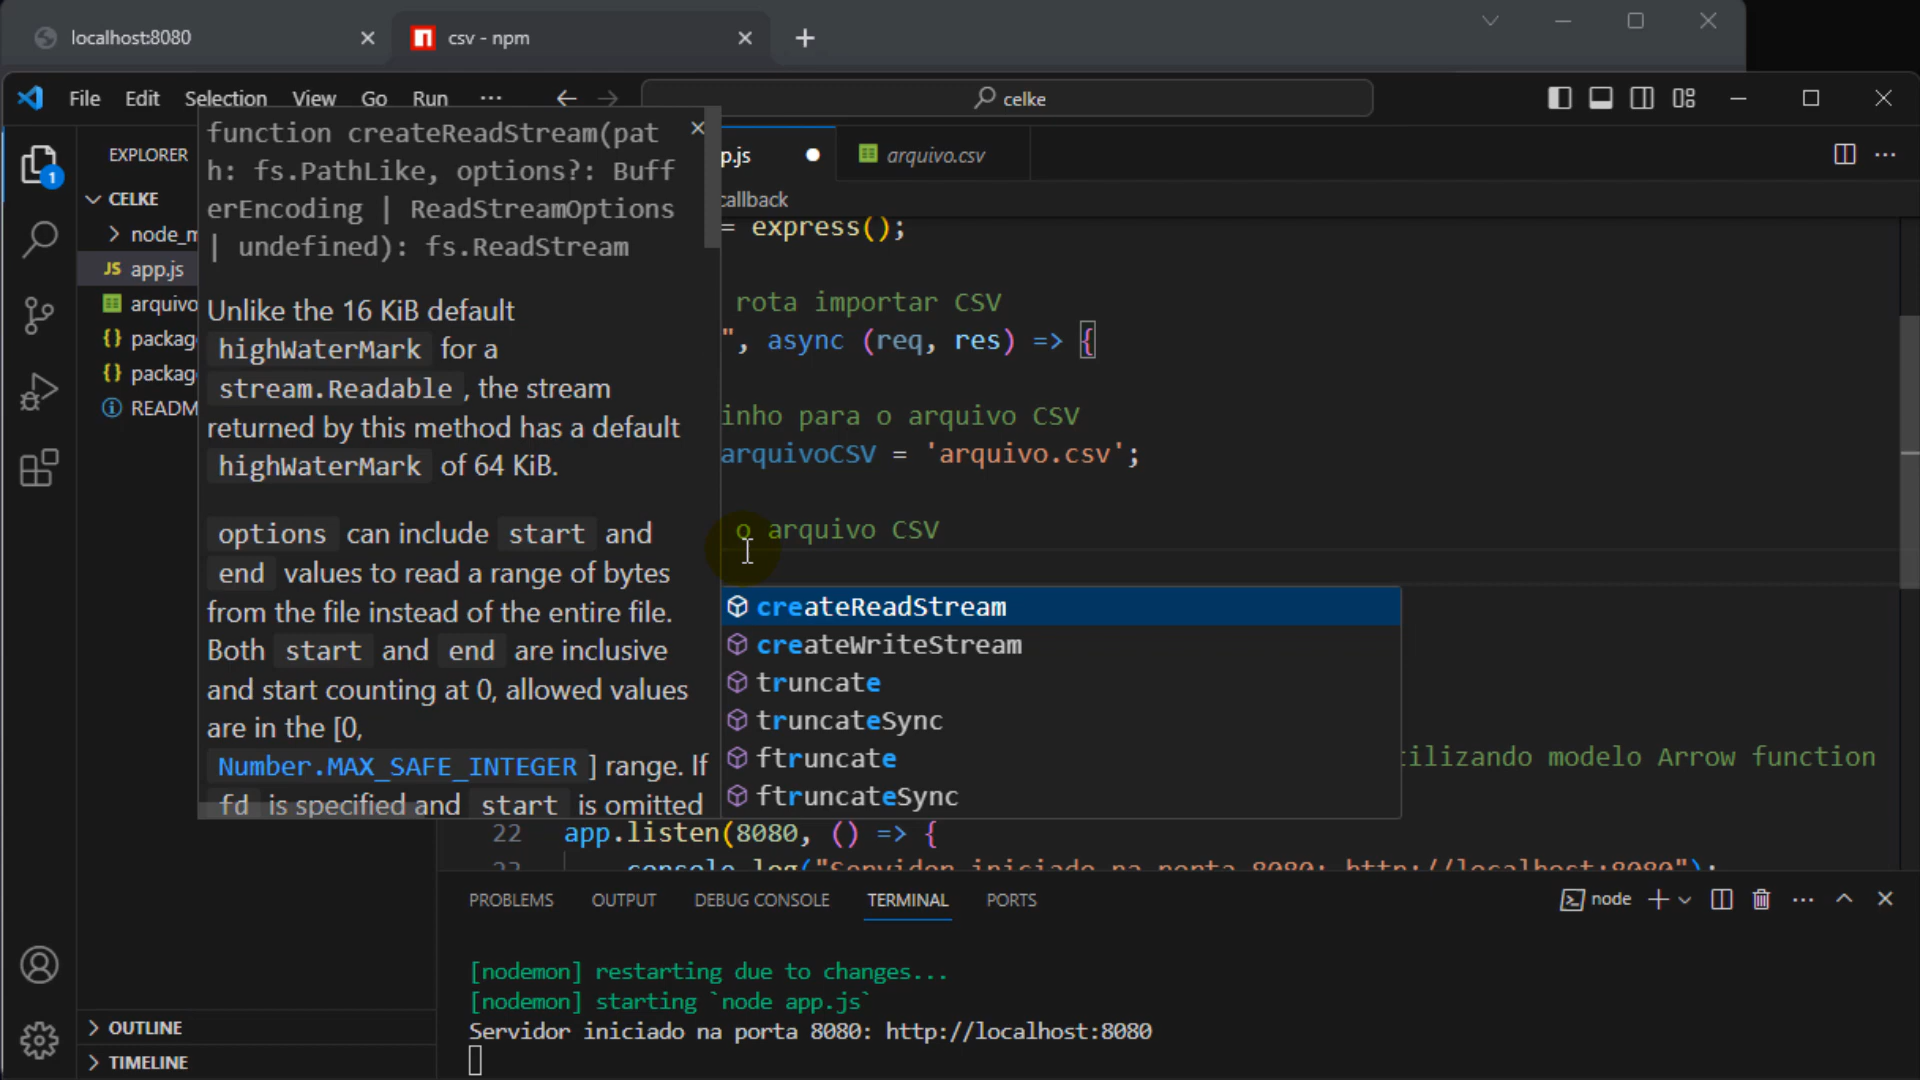 localhost:8080
csv - npm
File Edit Selection View Go Run ···
celke
EXPLORER
CELKE
node_m
JS app.js
arquivo
{} packag
{} packag
READM
OUTLINE
TIMELINE
1
function createReadStream(pat
h: fs.PathLike, options?: Buff
erEncoding | ReadStreamOptions
| undefined): fs.ReadStream
Unlike the 16 KiB default
highWaterMark for a
stream.Readable , the stream
returned by this method has a default
highWaterMark of 64 KiB.
options can include start and
end values to read a range of bytes
from the file instead of the entire file.
Both start and end are inclusive
and start counting at 0, allowed values
are in the [0,
Number.MAX_SAFE_INTEGER ] range. If
fd is specified and start is omitted
p.js
arquivo.csv
callback
= express();
rota importar CSV
", async (req, res) => {
inho para o arquivo CSV
arquivoCSV = 'arquivo.csv';
o arquivo CSV
createReadStream
createWriteStream
truncate
truncateSync
ftruncate
ftruncateSync
tilizando modelo Arrow function
22 app.listen(8080, () => {
23 console.log("Servidor iniciado na porta 8080: http://localhost:8080");
PROBLEMS OUTPUT DEBUG CONSOLE TERMINAL PORTS
node
[nodemon] restarting due to changes...
[nodemon] starting `node app.js`
Servidor iniciado na porta 8080: http://localhost:8080